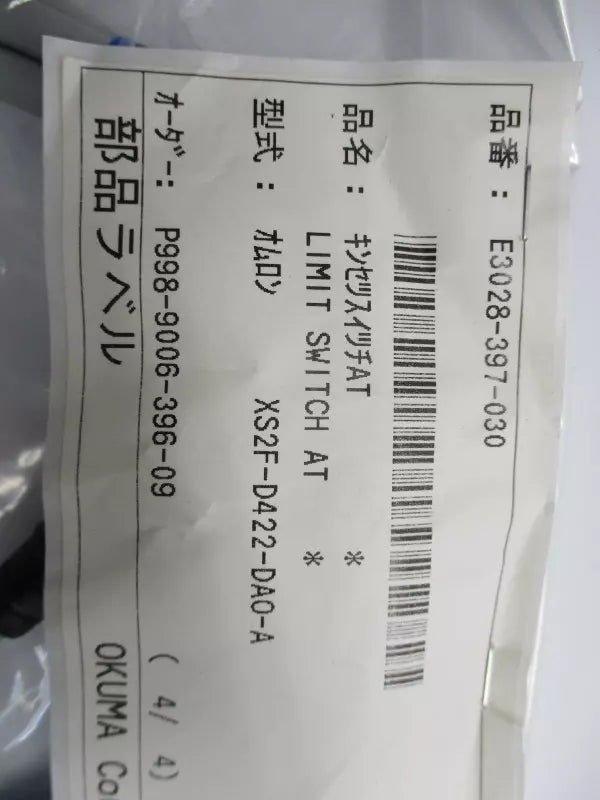 品番： E3028-397-030
品名： ｷﾝｾﾂｽｲｯﾁAT *
LIMIT SWITCH AT *
型式： ｵﾑﾛﾝ XS2F-D422-DA0-A
ｵｰﾀﾞｰ： P998-9006-396-09 ( 4/ 4)
部品ラベル OKUMA